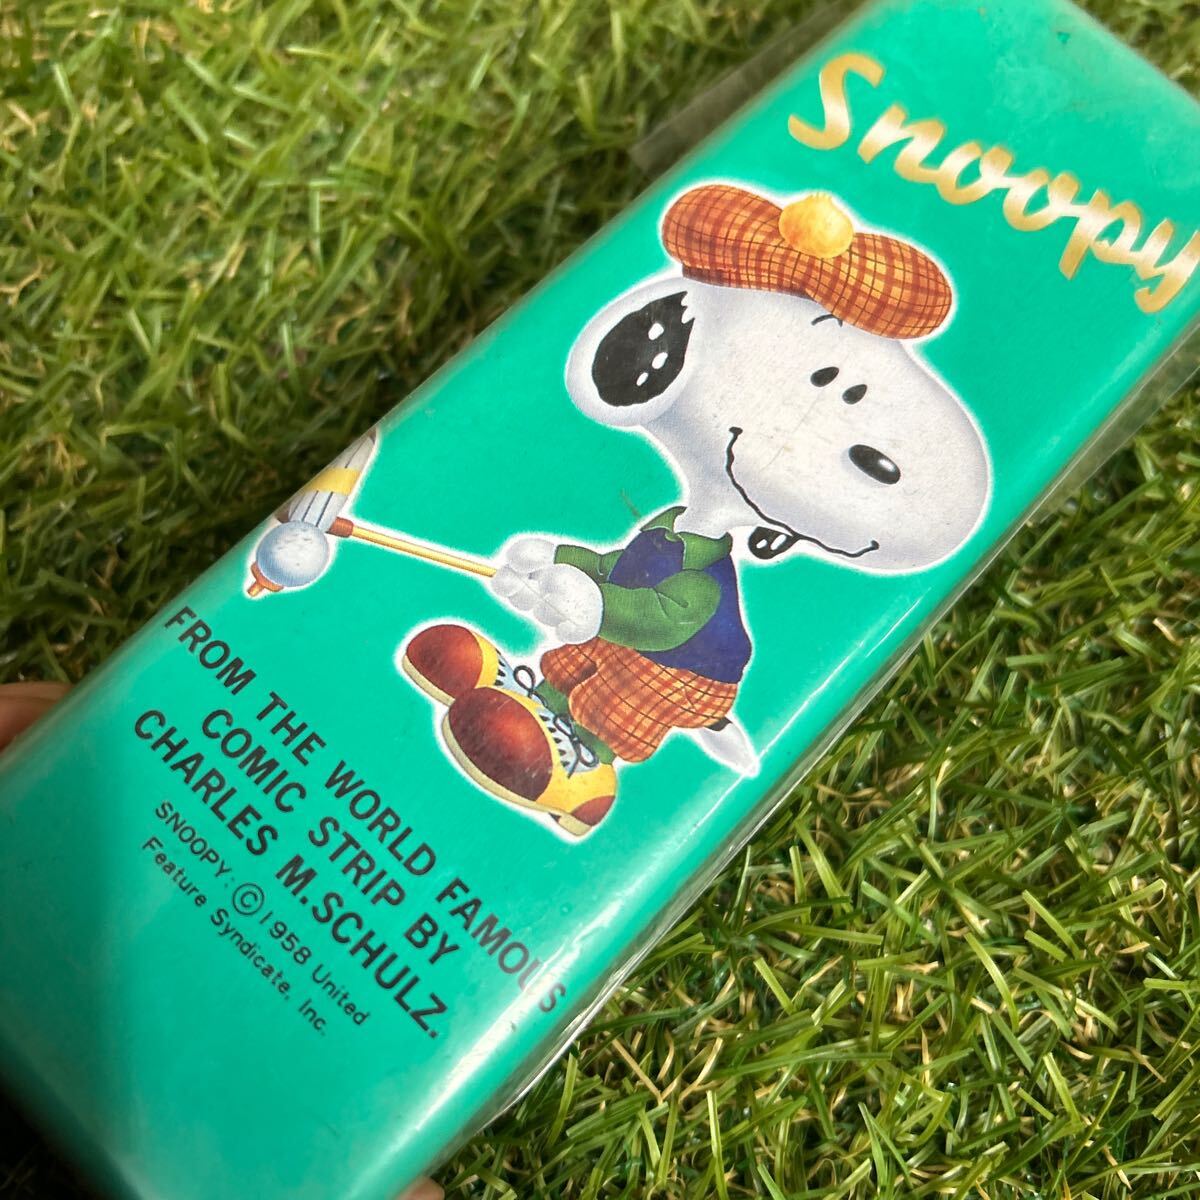 Snoopy
FROM THE WORLD FAMOUS
COMIC STRIP BY
CHARLES M.SCHULZ.
SNOOPY: © 1958 United
Feature Syndicate, Inc.